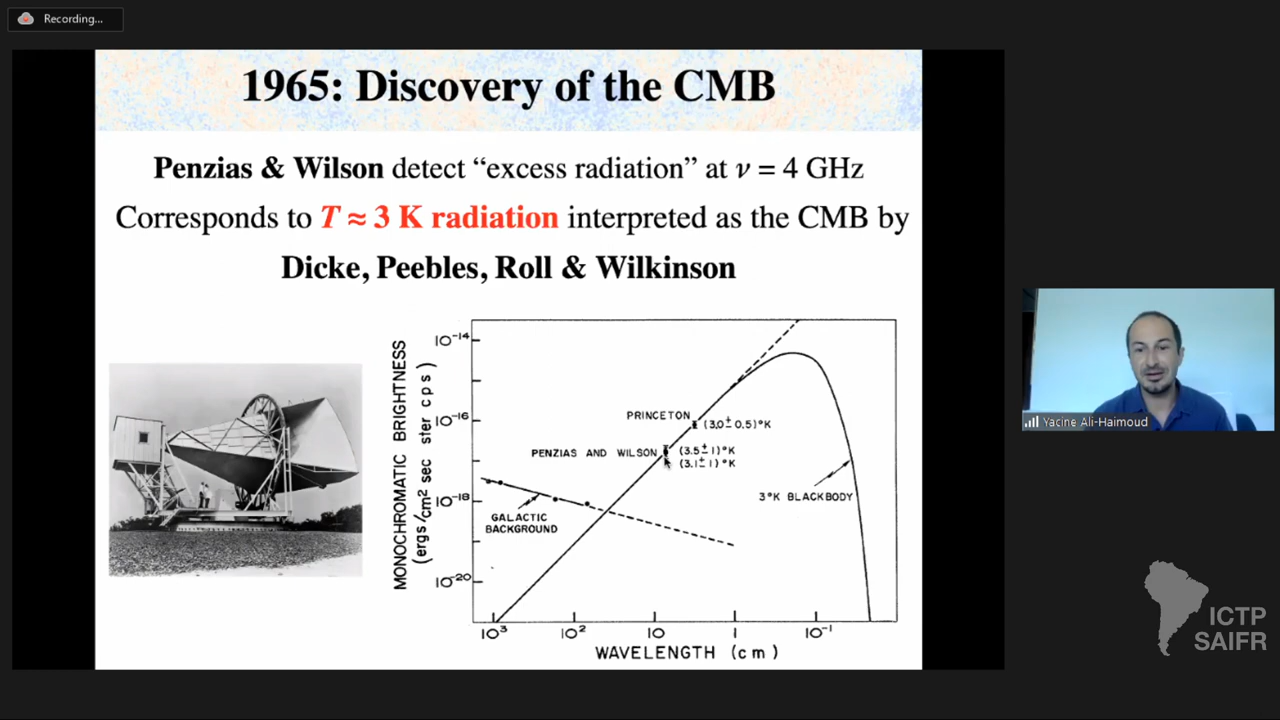 Recording...
1965: Discovery of the CMB
Penzias & Wilson detect “excess radiation” at ν = 4 GHz
Corresponds to T ≈ 3 K radiation interpreted as the CMB by
Dicke, Peebles, Roll & Wilkinson
MONOCHROMATIC BRIGHTNESS
(ergs/cm² sec ster cps)
10⁻¹⁴
10⁻¹⁶
10⁻¹⁸
10⁻²⁰
PRINCETON
(3.0 ± 0.5)°K
PENZIAS AND WILSON
(3.5 ± 1)°K
(3.1 ± 1)°K
3°K BLACKBODY
GALACTIC
BACKGROUND
10³
10²
10
1
10⁻¹
WAVELENGTH (cm)
Yacine Ali-Haimoud
ICTP
SAIFR